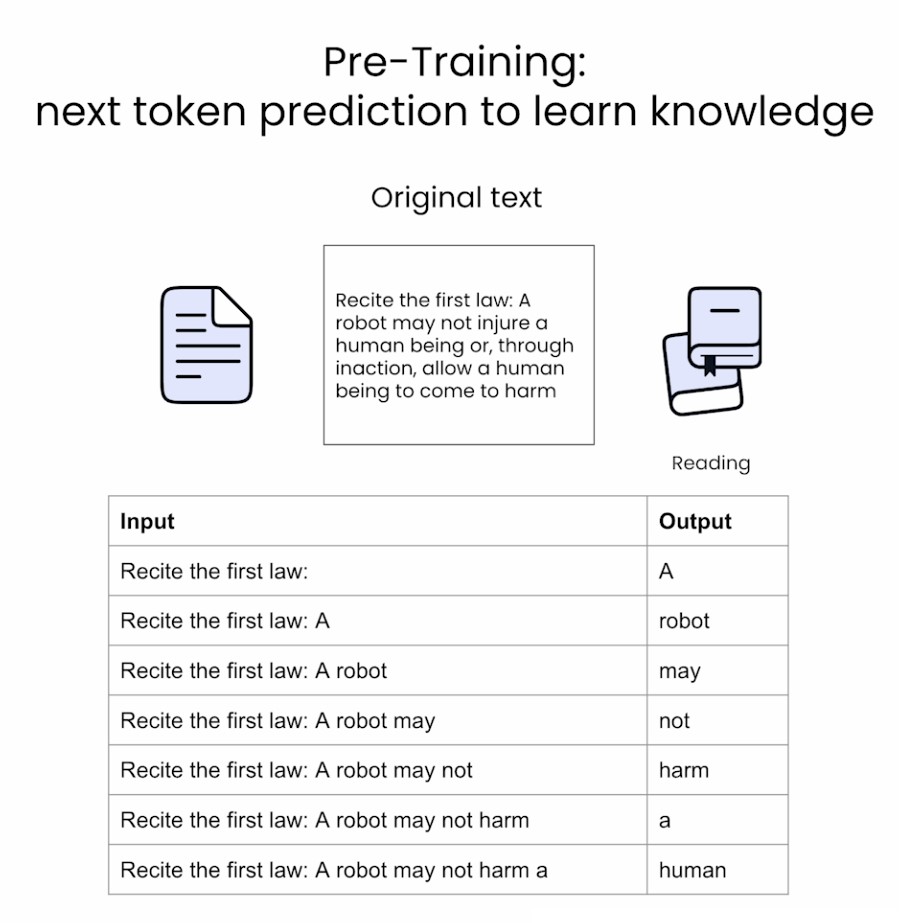 Pre-Training:
next token prediction to learn knowledge
Original text
Recite the first law: A
robot may not injure a
human being or, through
inaction, allow a human
being to come to harm
Reading
Input Output
Recite the first law: A
Recite the first law: A robot
Recite the first law: A robot may
Recite the first law: A robot may not
Recite the first law: A robot may not harm
Recite the first law: A robot may not harm a
Recite the first law: A robot may not harm a human